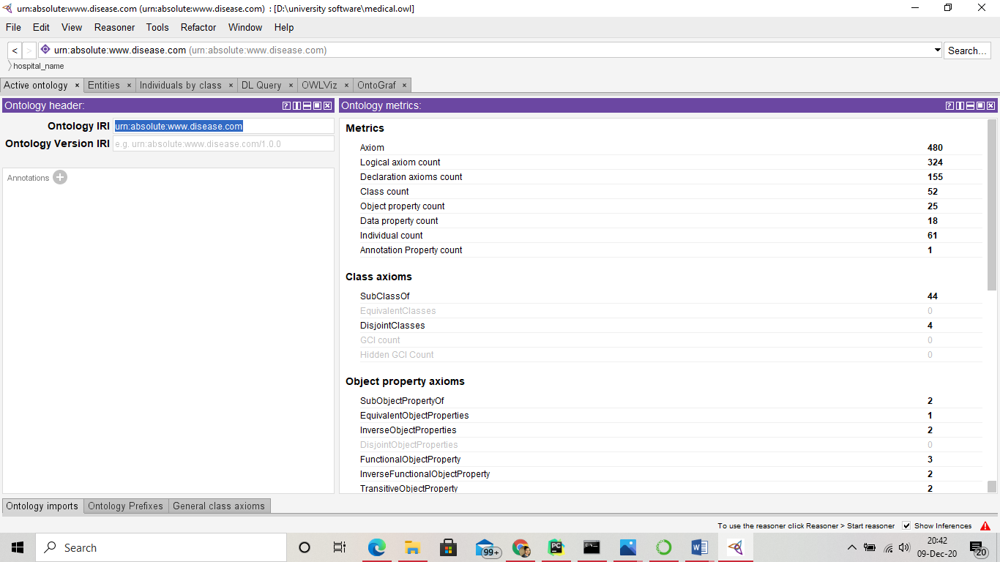 urn:absolute:www.disease.com (urn:absolute:www.disease.com) : [D:\university software\medical.owl]
File Edit View Reasoner Tools Refactor Window Help
< > urn:absolute:www.disease.com (urn:absolute:www.disease.com) Search...
hospital_name
Active ontology × Entities × Individuals by class × DL Query × OWLViz × OntoGraf ×
Ontology header:
Ontology IRI urn:absolute:www.disease.com
Ontology Version IRI e.g. urn:absolute:www.disease.com/1.0.0
Annotations +
Ontology metrics:
Metrics
Axiom 480
Logical axiom count 324
Declaration axioms count 155
Class count 52
Object property count 25
Data property count 18
Individual count 61
Annotation Property count 1
Class axioms
SubClassOf 44
EquivalentClasses 0
DisjointClasses 4
GCI count 0
Hidden GCI Count 0
Object property axioms
SubObjectPropertyOf 2
EquivalentObjectProperties 1
InverseObjectProperties 2
DisjointObjectProperties 0
FunctionalObjectProperty 3
InverseFunctionalObjectProperty 2
TransitiveObjectProperty 2
Ontology imports Ontology Prefixes General class axioms
To use the reasoner click Reasoner > Start reasoner Show Inferences
Search 99+ PC W 20:42
09-Dec-20 20